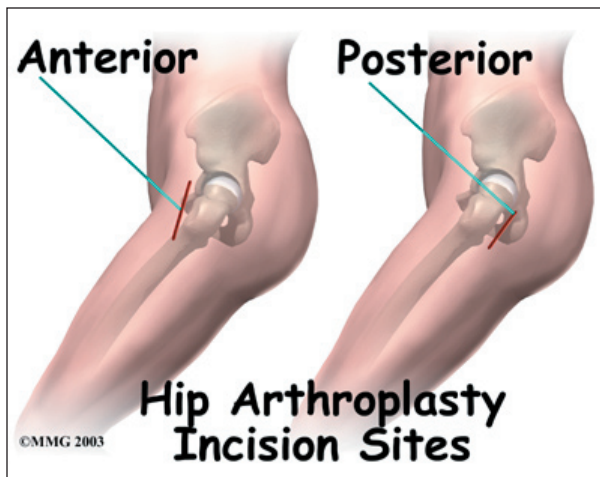 Anterior
Posterior
Hip Arthroplasty
Incision Sites
©MMG 2003